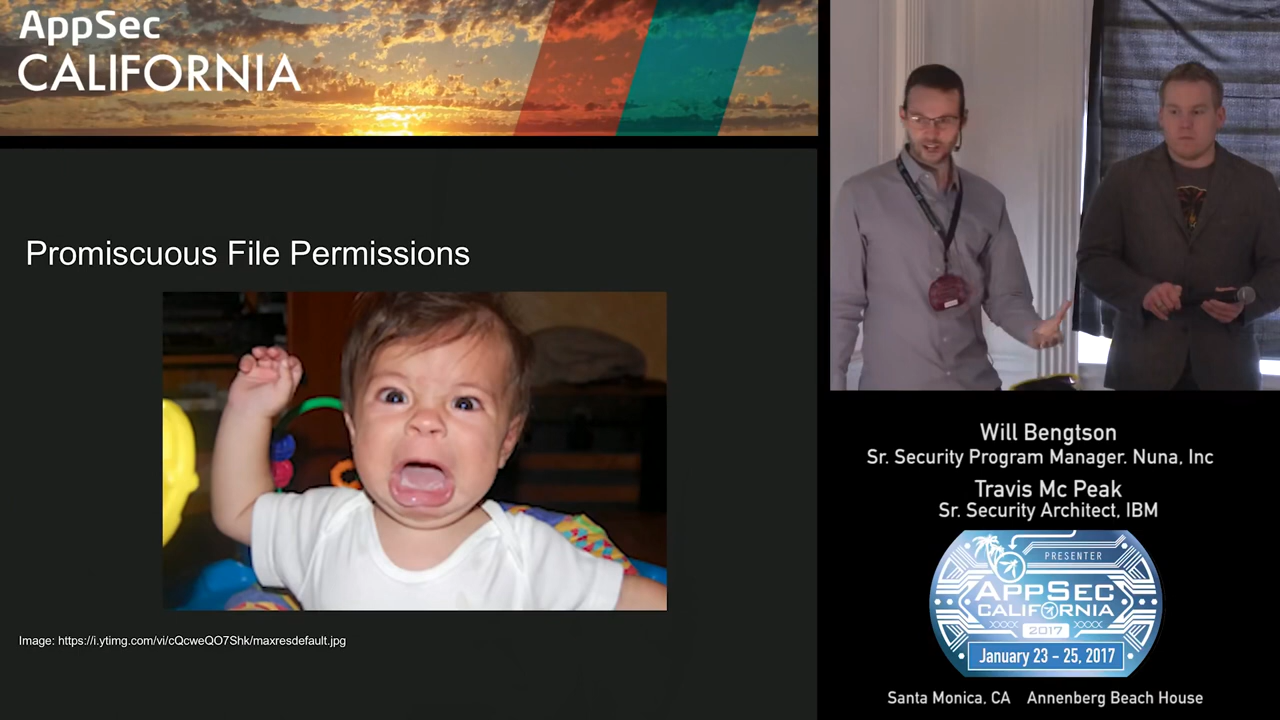 AppSec
CALIFORNIA
Promiscuous File Permissions
Image: https://i.ytimg.com/vi/cQcweQO7Shk/maxresdefault.jpg
Will Bengtson
Sr. Security Program Manager. Nuna, Inc
Travis Mc Peak
Sr. Security Architect, IBM
PRESENTER
APPSEC
CALIFORNIA
2017
January 23 - 25, 2017
Santa Monica, CA Annenberg Beach House